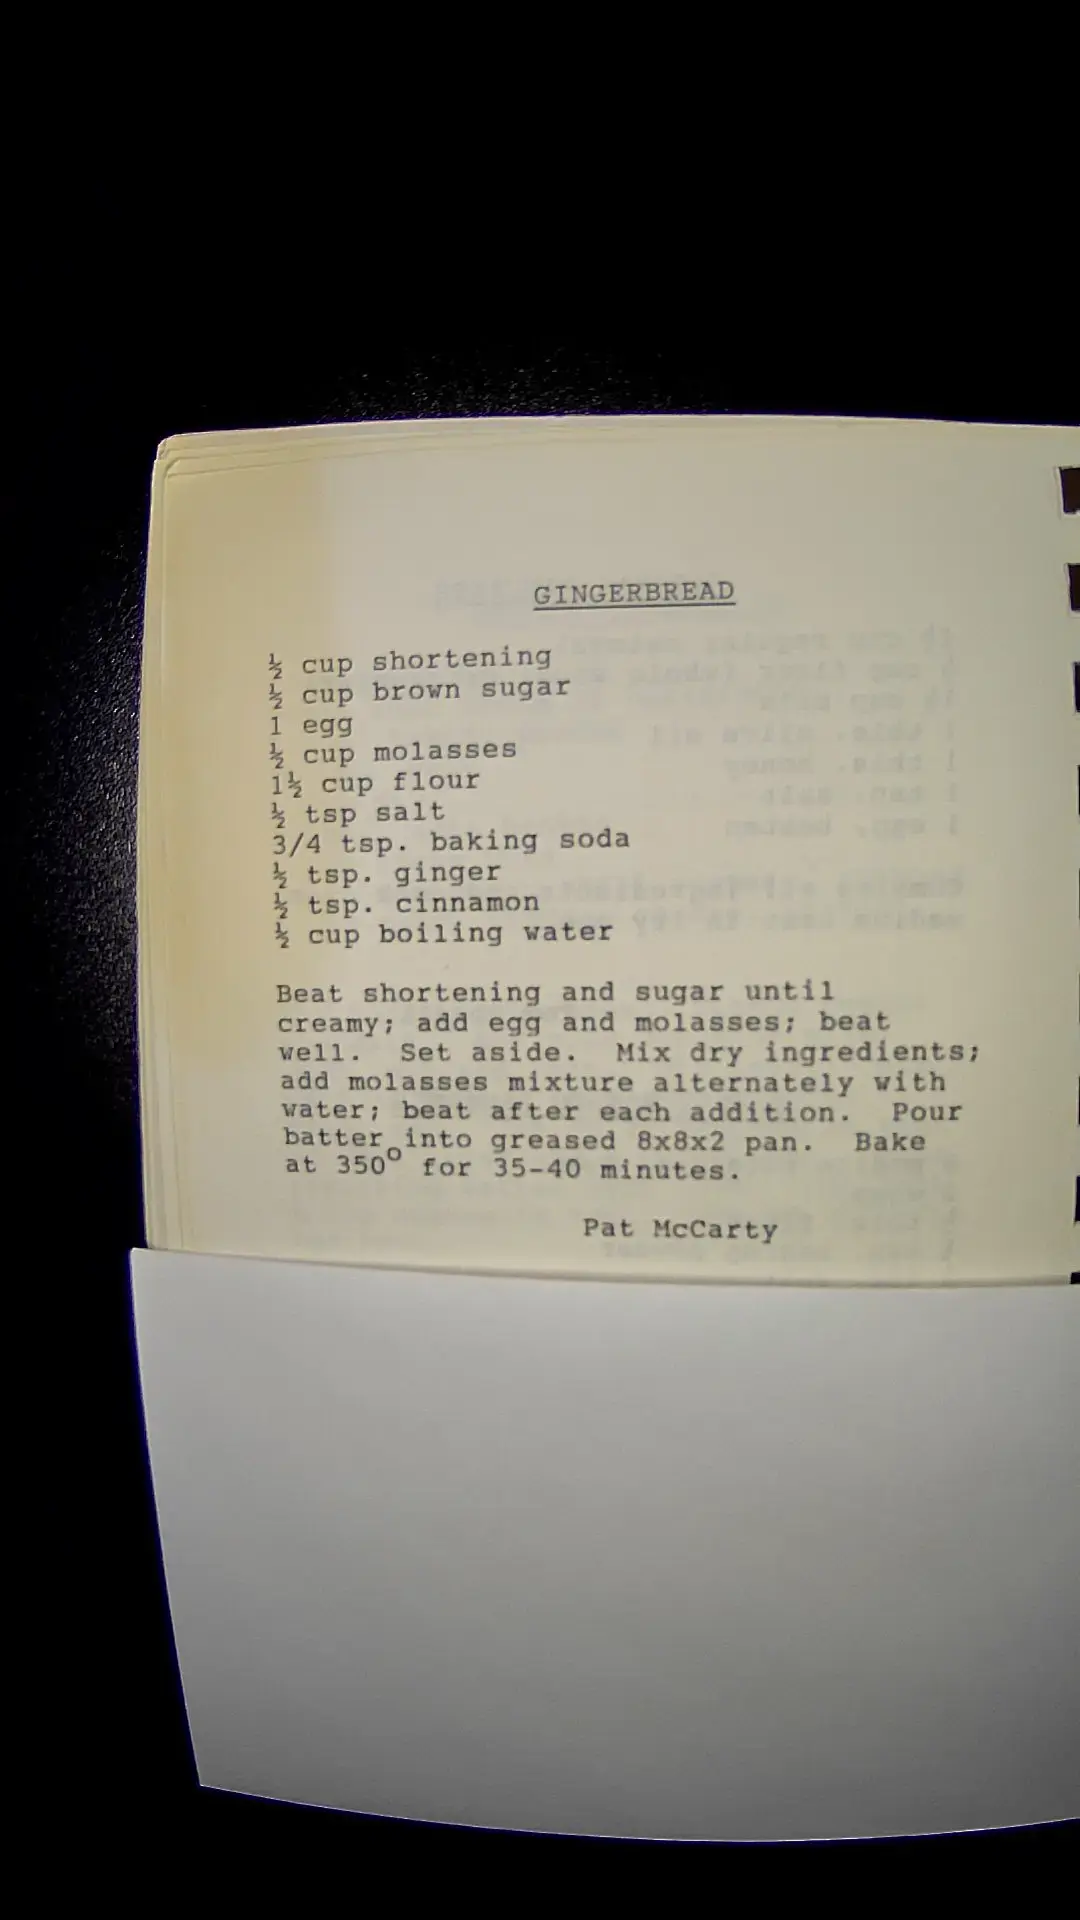 GINGERBREAD
½ cup shortening
½ cup brown sugar
1 egg
½ cup molasses
1½ cup flour
½ tsp salt
3/4 tsp. baking soda
½ tsp. ginger
½ tsp. cinnamon
½ cup boiling water
Beat shortening and sugar until
creamy; add egg and molasses; beat
well.  Set aside.  Mix dry ingredients;
add molasses mixture alternately with
water; beat after each addition.  Pour
batter into greased 8x8x2 pan.  Bake
at 350° for 35-40 minutes.
Pat McCarty